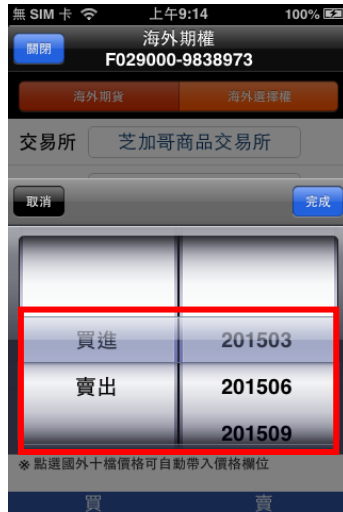 無 SIM 卡 上午9:14 100%
關閉 海外期權
F029000-9838973
海外期貨 海外選擇權
交易所 芝加哥商品交易所
取消 完成
買進 201503
賣出 201506
201509
※ 點選國外十檔價格可自動帶入價格欄位
買 賣